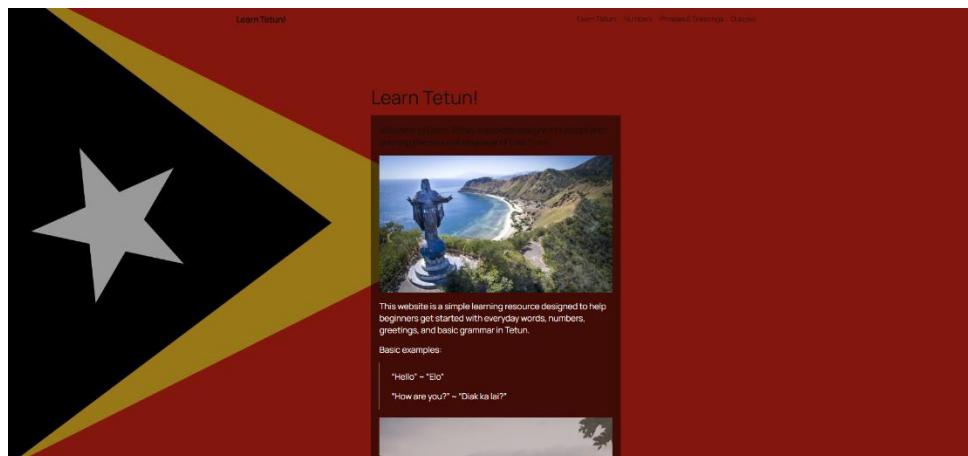 Learn Tetun!
Learn Tetun! Numbers Phrases & Greetings Quizzes
Learn Tetun!
This website is a simple learning resource designed to help
beginners get started with everyday words, numbers,
greetings, and basic grammar in Tetun.
Basic examples:
"Hello" ~ "Elo"
"How are you?" ~ "Diak ka lai?"